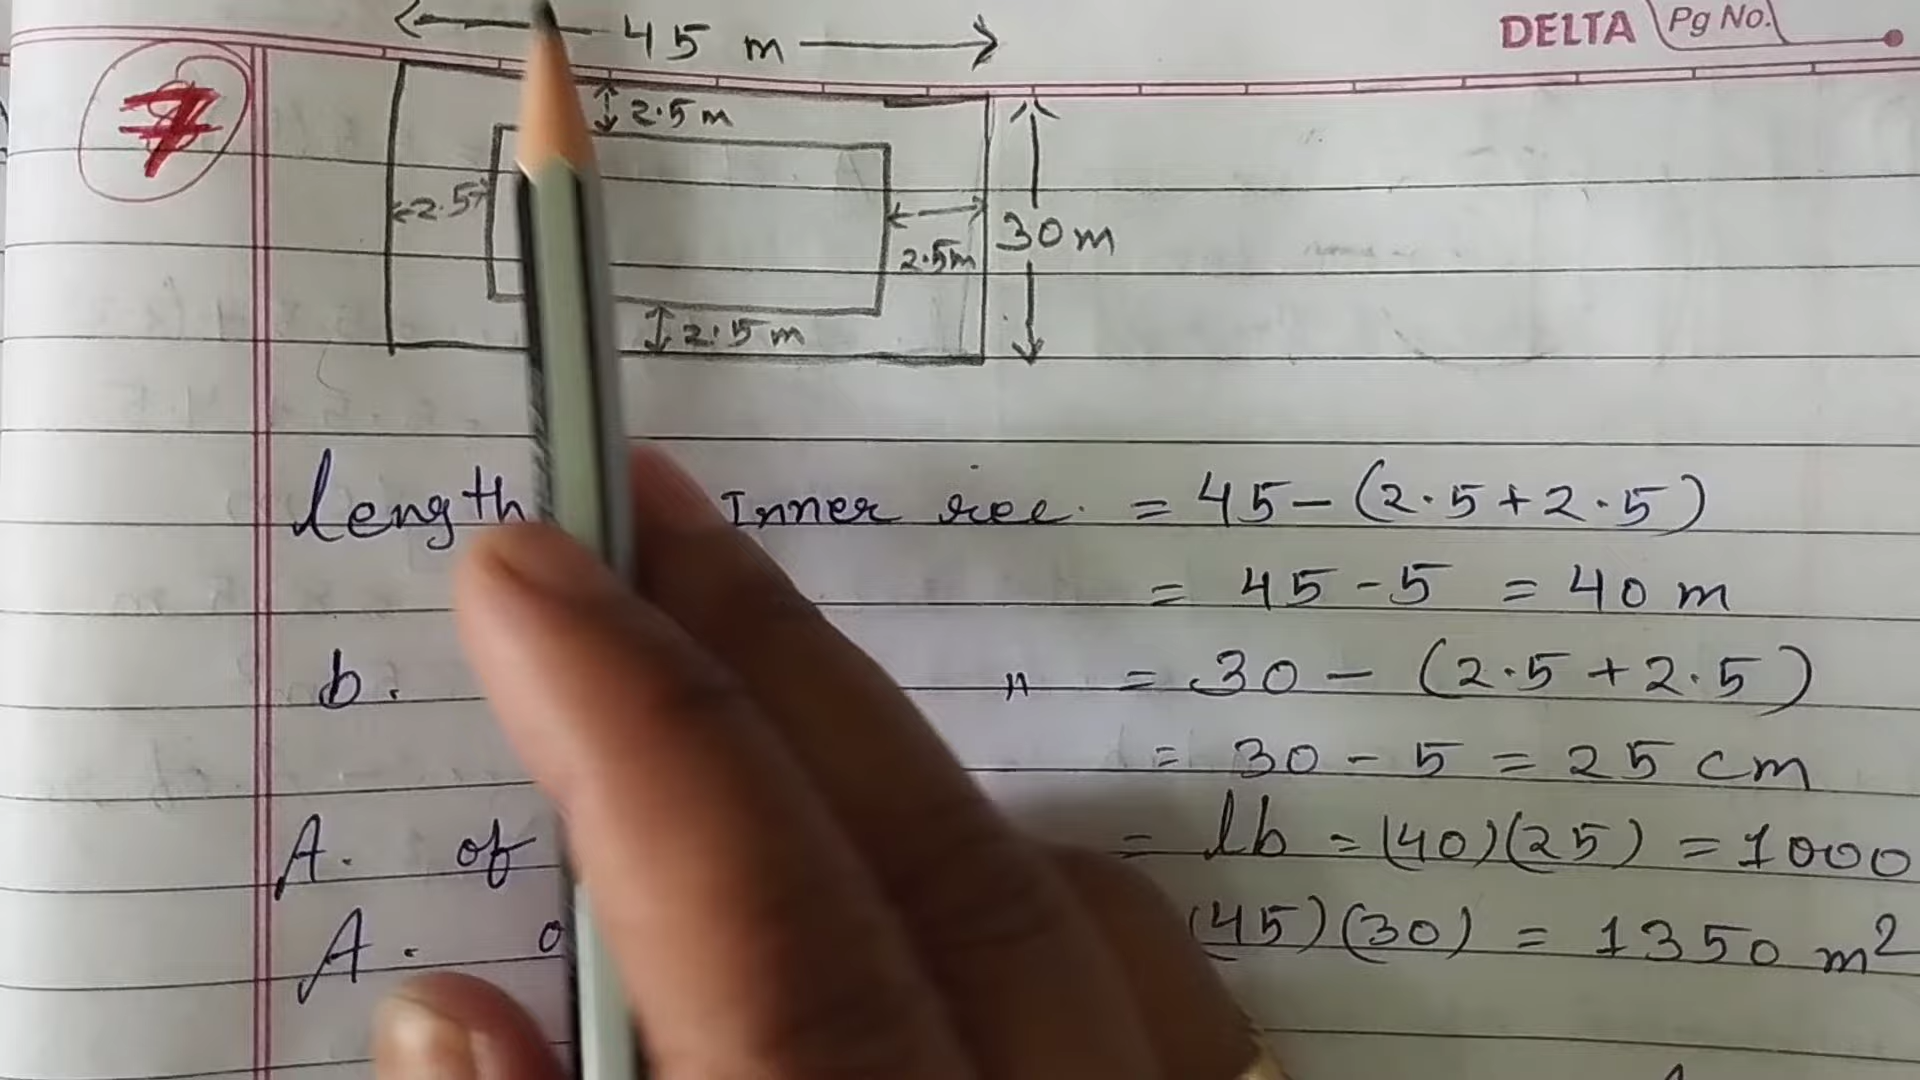 DELTA Pg No.
45 m
7
2.5 m
2.5
2.5m
30m
2.5 m
Length Inner rec. = 45 - (2.5 + 2.5)
= 45 - 5 = 40 m
b. " = 30 - (2.5 + 2.5)
= 30 - 5 = 25 cm
A. of = lb = (40)(25) = 1000
A. (45)(30) = 1350 m²